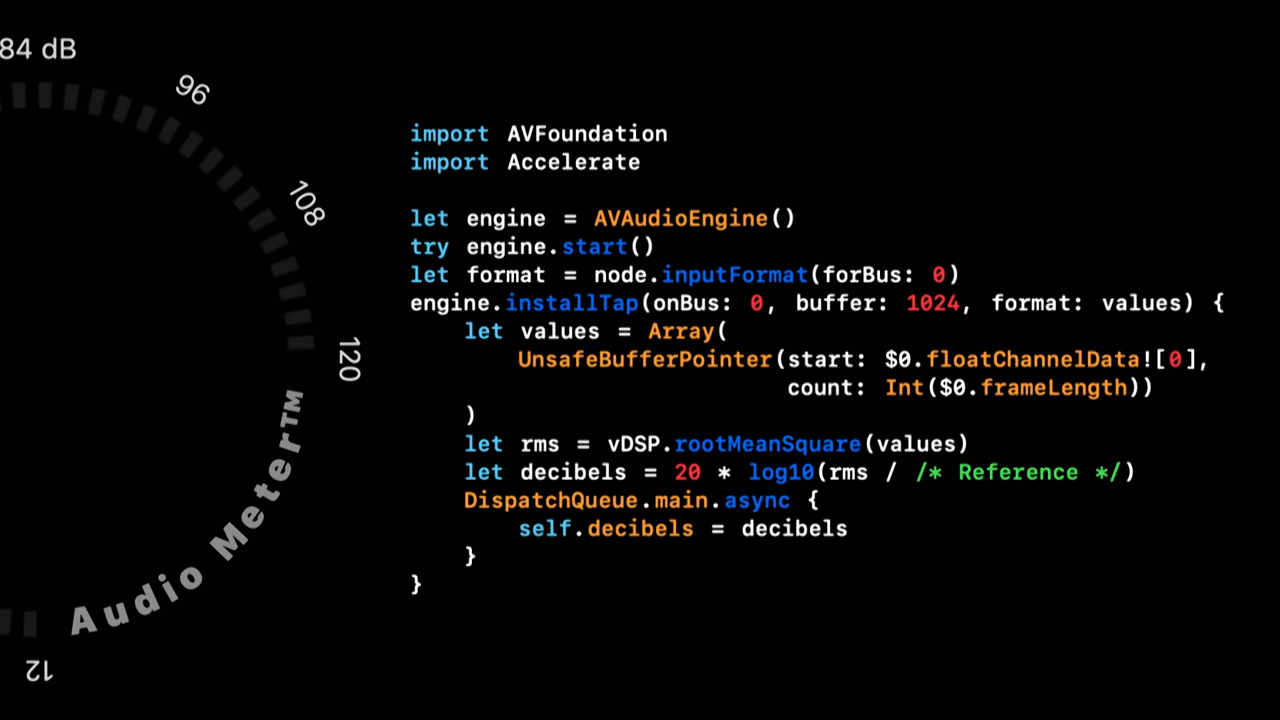 84 dB
96
108
120
Audio Meter™
12
import AVFoundation
import Accelerate
let engine = AVAudioEngine()
try engine.start()
let format = node.inputFormat(forBus: 0)
engine.installTap(onBus: 0, buffer: 1024, format: values) {
    let values = Array(
        UnsafeBufferPointer(start: $0.floatChannelData![0],
                            count: Int($0.frameLength))
    )
    let rms = vDSP.rootMeanSquare(values)
    let decibels = 20 * log10(rms / /* Reference */)
    DispatchQueue.main.async {
        self.decibels = decibels
    }
}